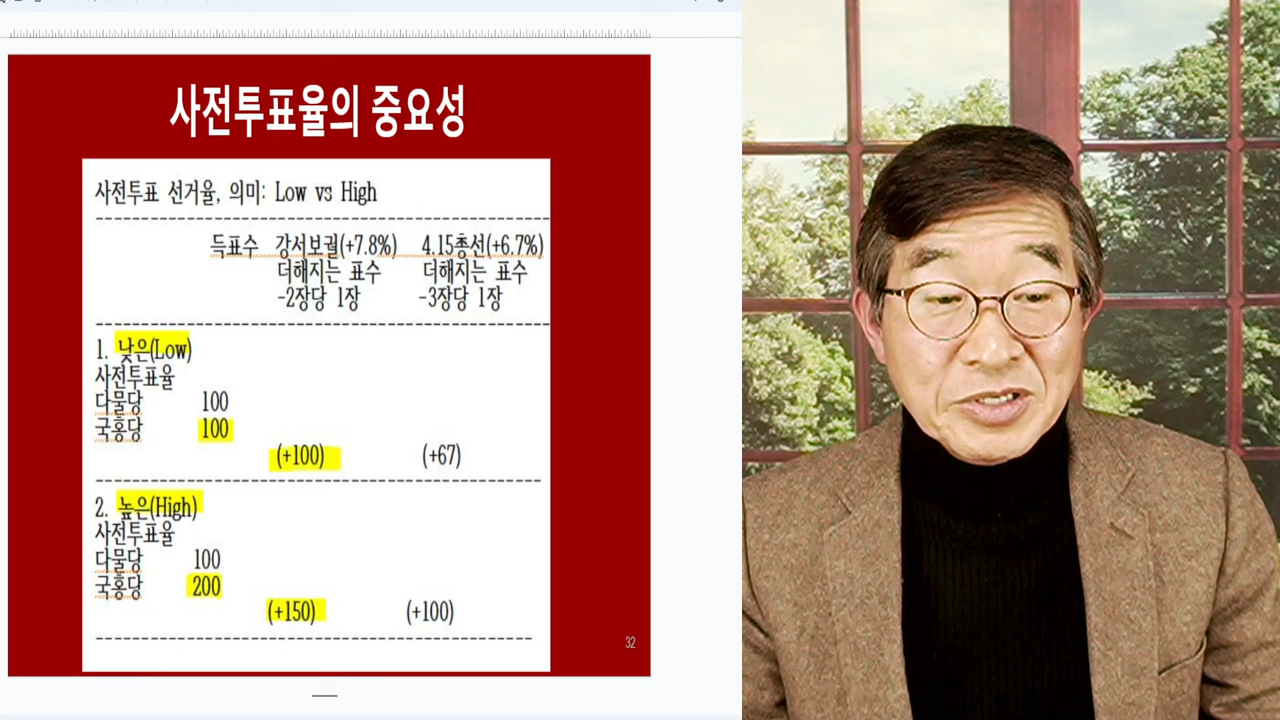 사전투표율의 중요성
사전투표 선거율, 의미: Low vs High
득표수 강서보궐(+7.8%) 4.15총선(+6.7%)
더해지는 표수 더해지는 표수
-2장당 1장 -3장당 1장
1. 낮은(Low)
사전투표율
다물당 100
국홍당 100
(+100) (+67)
2. 높은(High)
사전투표율
다물당 100
국홍당 200
(+150) (+100)
32